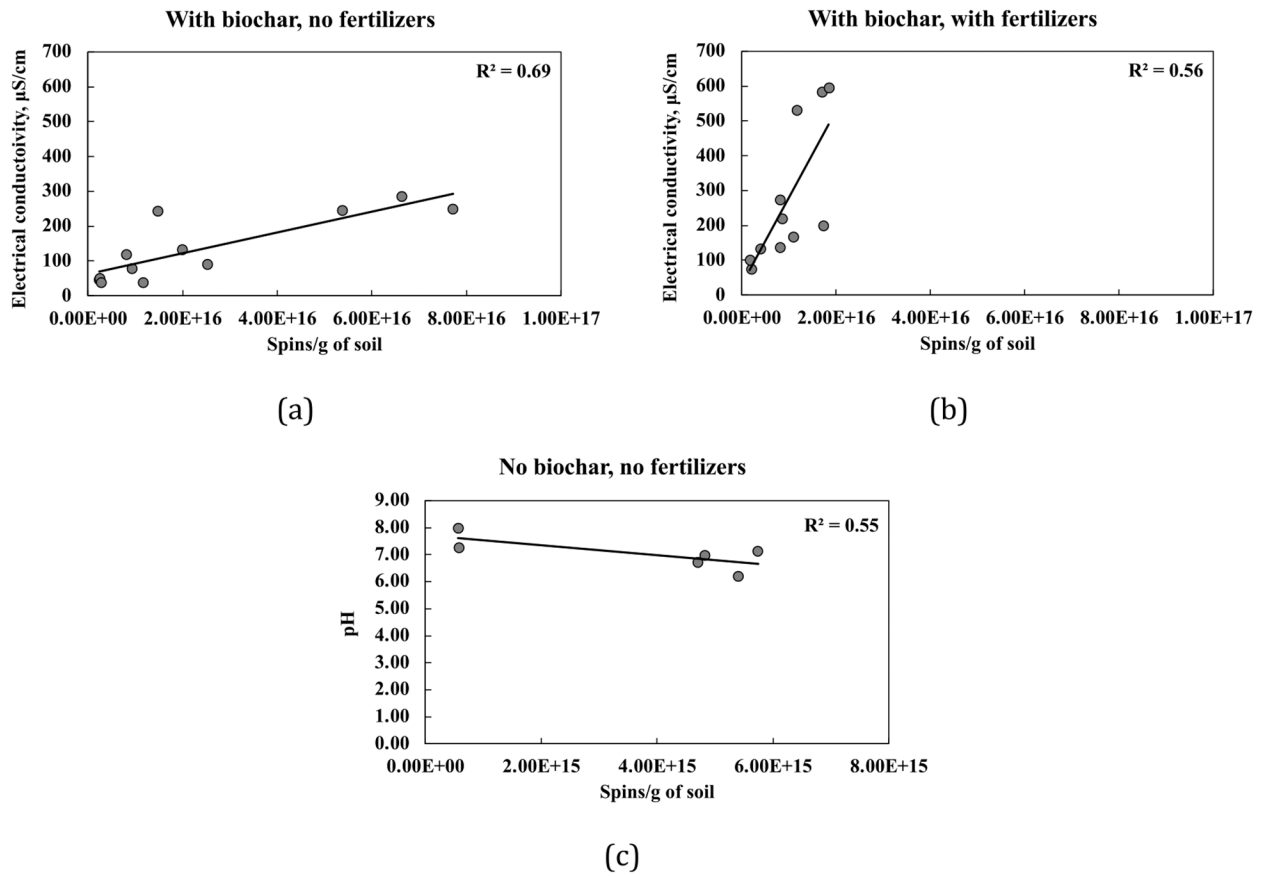 With biochar, no fertilizers
R² = 0.69
Electrical conductoivity, µS/cm
700
600
500
400
300
200
100
0
0.00E+00 2.00E+16 4.00E+16 6.00E+16 8.00E+16 1.00E+17
Spins/g of soil
(a)
With biochar, with fertilizers
R² = 0.56
Electrical conductivity, µS/cm
700
600
500
400
300
200
100
0
0.00E+00 2.00E+16 4.00E+16 6.00E+16 8.00E+16 1.00E+17
Spins/g of soil
(b)
No biochar, no fertilizers
R² = 0.55
pH
9.00
8.00
7.00
6.00
5.00
4.00
3.00
2.00
1.00
0.00
0.00E+00 2.00E+15 4.00E+15 6.00E+15 8.00E+15
Spins/g of soil
(c)